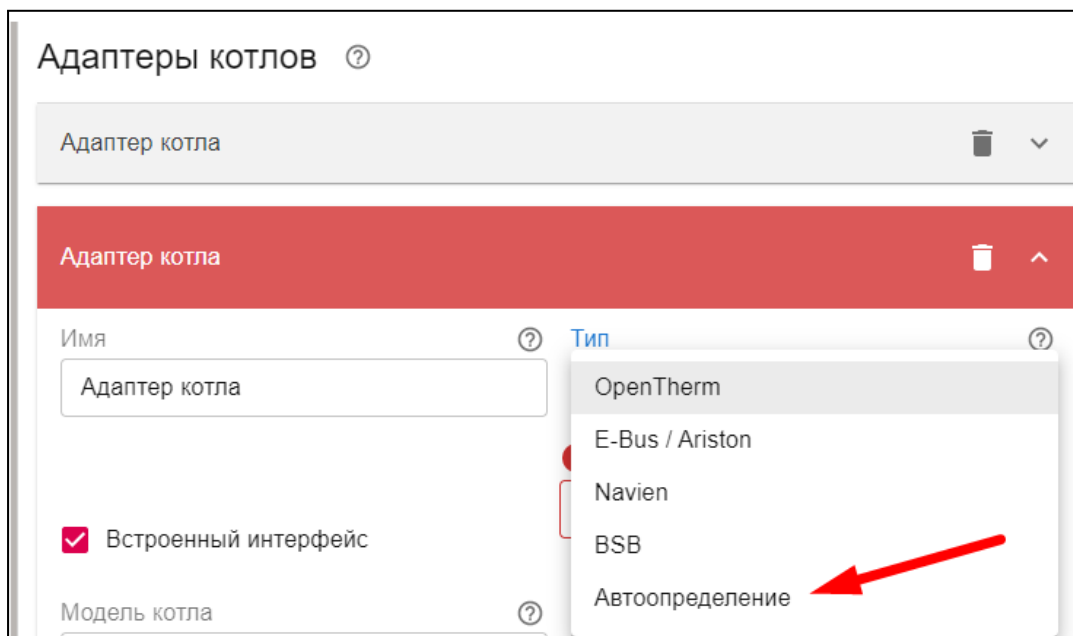 Адаптеры котлов
Адаптер котла
Адаптер котла
Имя
Тип
Адаптер котла
OpenTherm
E-Bus / Ariston
Navien
BSB
Автоопределение
Встроенный интерфейс
Модель котла